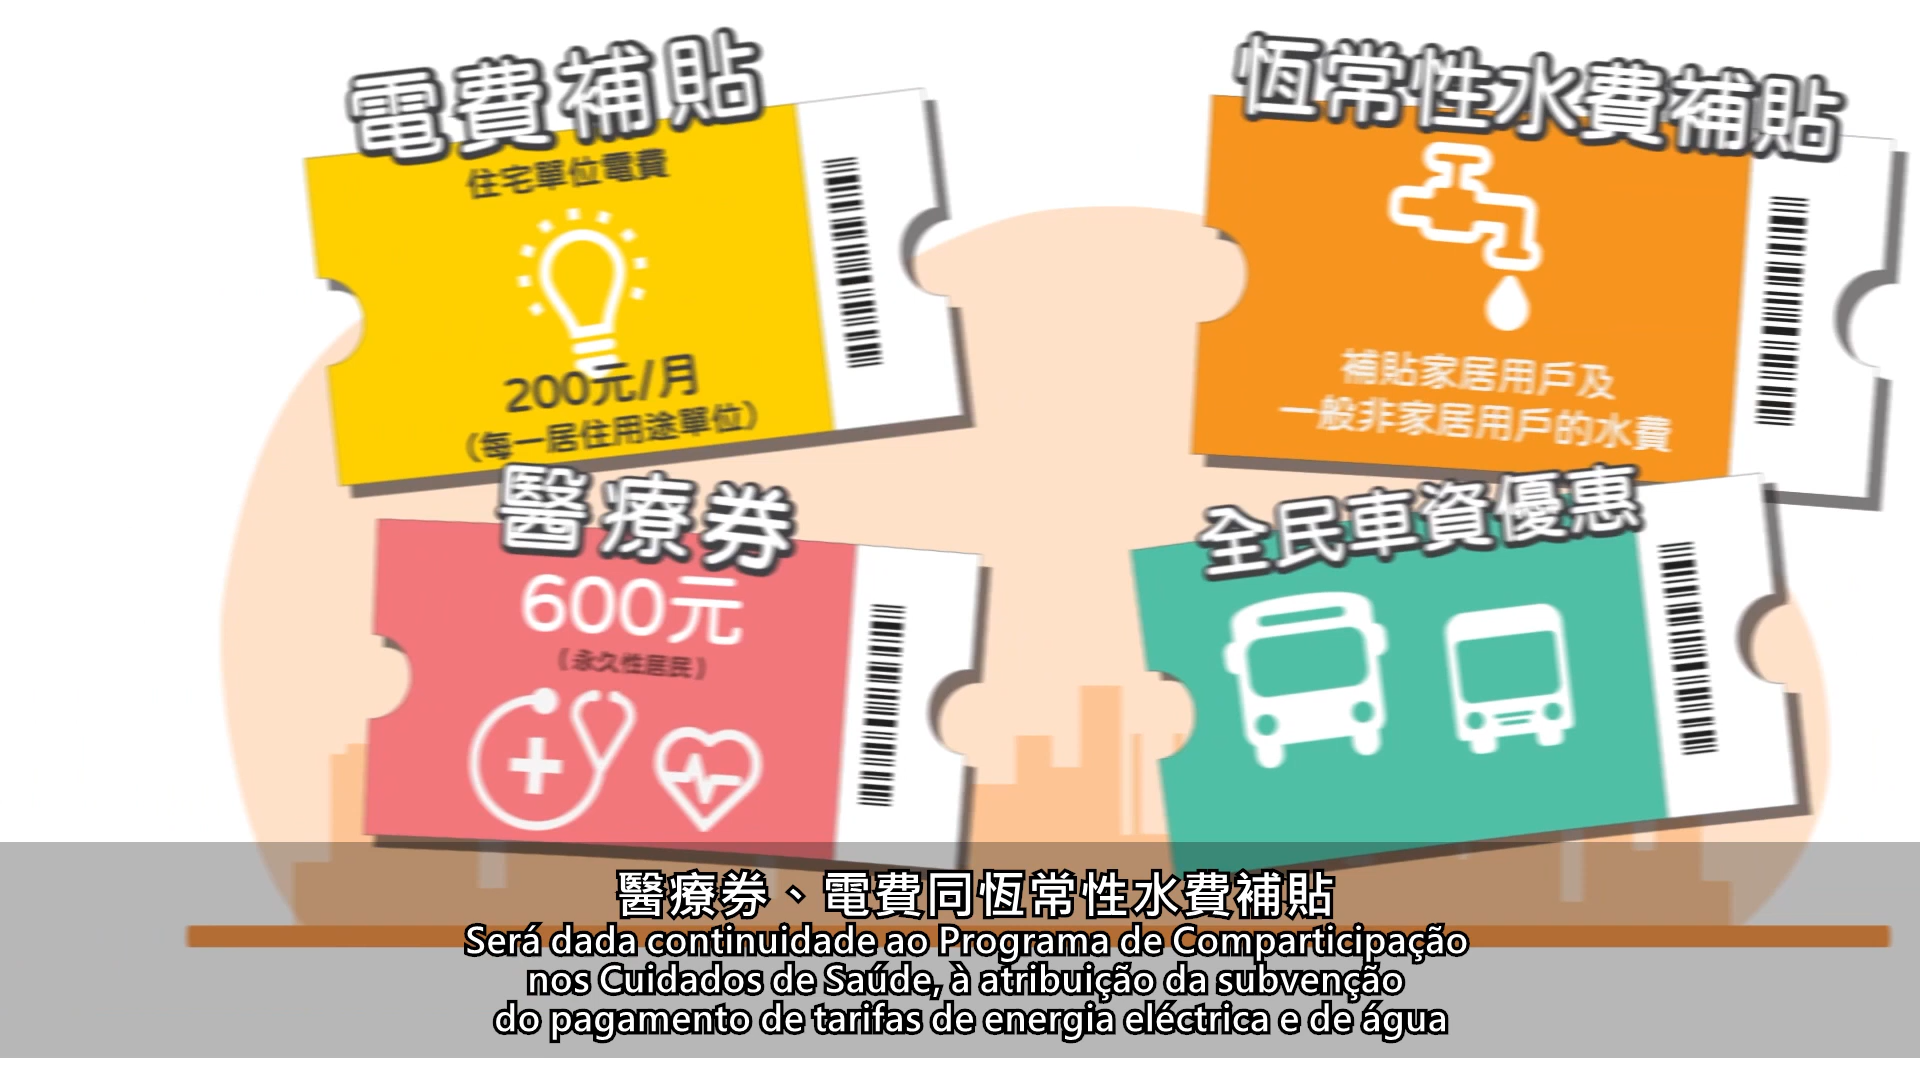 電費補貼
住宅單位電費
200元/月
(每一居住用途單位)
恆常性水費補貼
補貼家居用戶及
一般非家居用戶的水費
醫療券
600元
(永久性居民)
全民車資優惠
醫療券、電費同恆常性水費補貼
Será dada continuidade ao Programa de Comparticipação
nos Cuidados de Saúde, à atribuição da subvenção
do pagamento de tarifas de energia eléctrica e de água